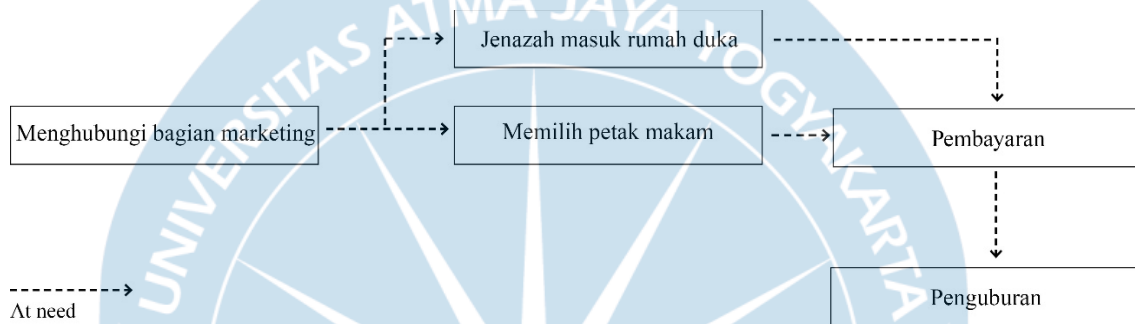 UNIVERSITAS ATMA JAYA YOGYAKARTA
Jenazah masuk rumah duka
Menghubungi bagian marketing
Memilih petak makam
Pembayaran
Penguburan
At need